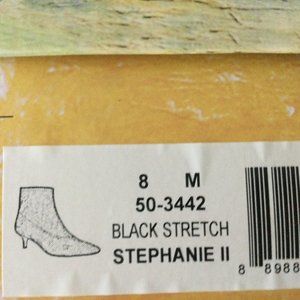 8 M
50-3442
BLACK STRETCH
STEPHANIE II
8 8988